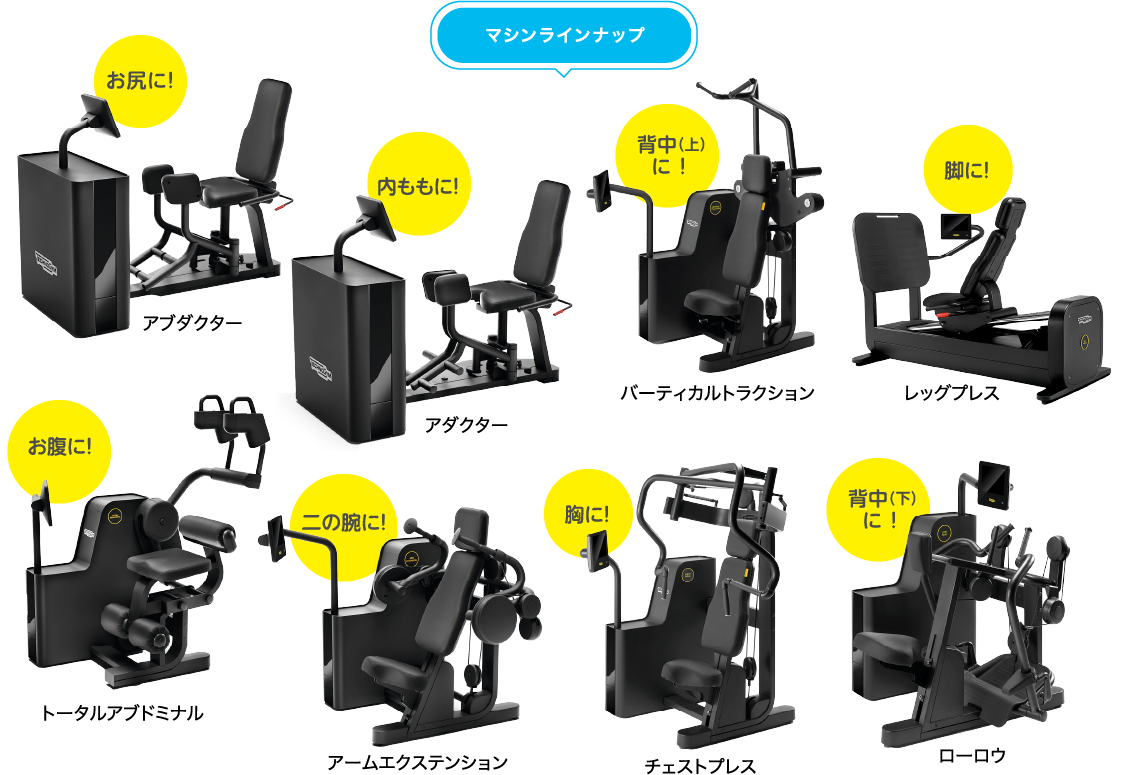 マシンラインナップ
お尻に!
アブダクター
内ももに!
アダクター
背中(上)
に!
バーティカルトラクション
脚に!
レッグプレス
お腹に!
トータルアブドミナル
二の腕に!
アームエクステンション
胸に!
チェストプレス
背中(下)
に!
ローロウ